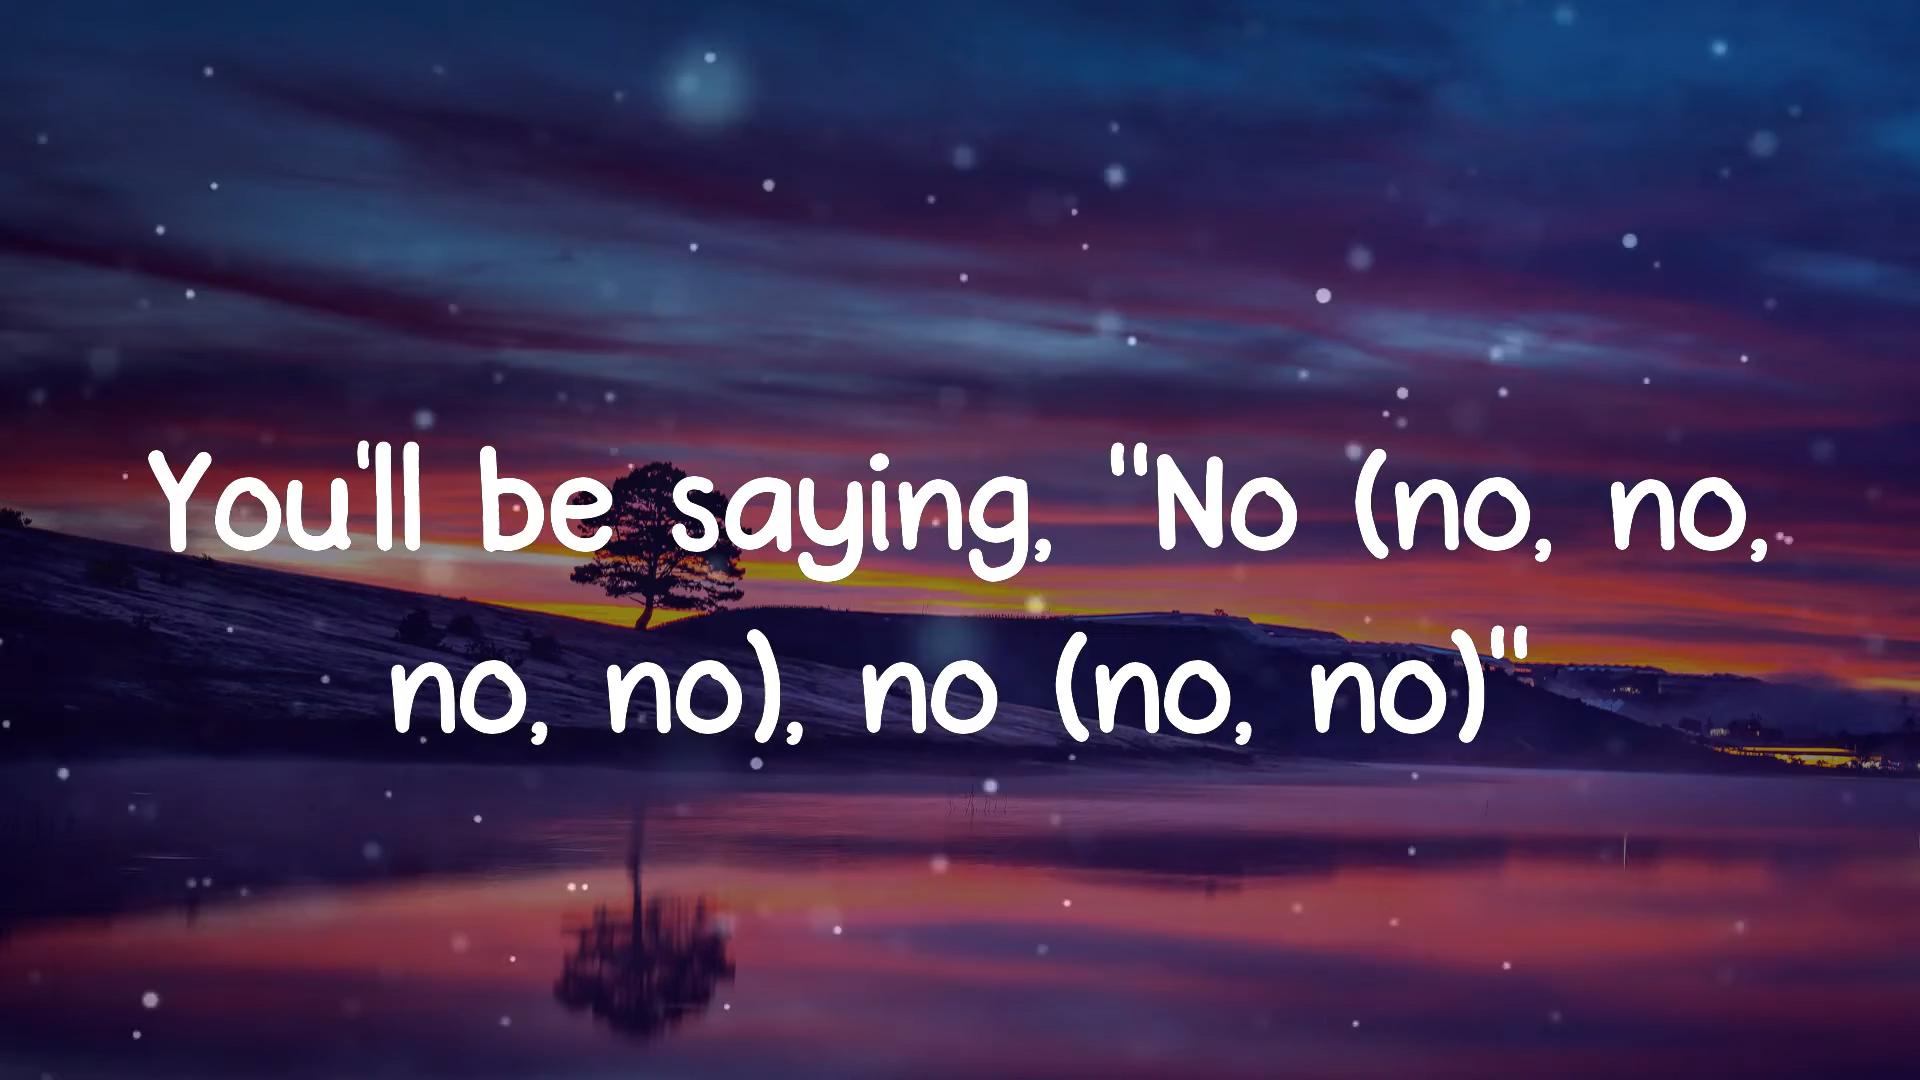 You'll be saying, "No (no, no,
no, no), no (no, no)"